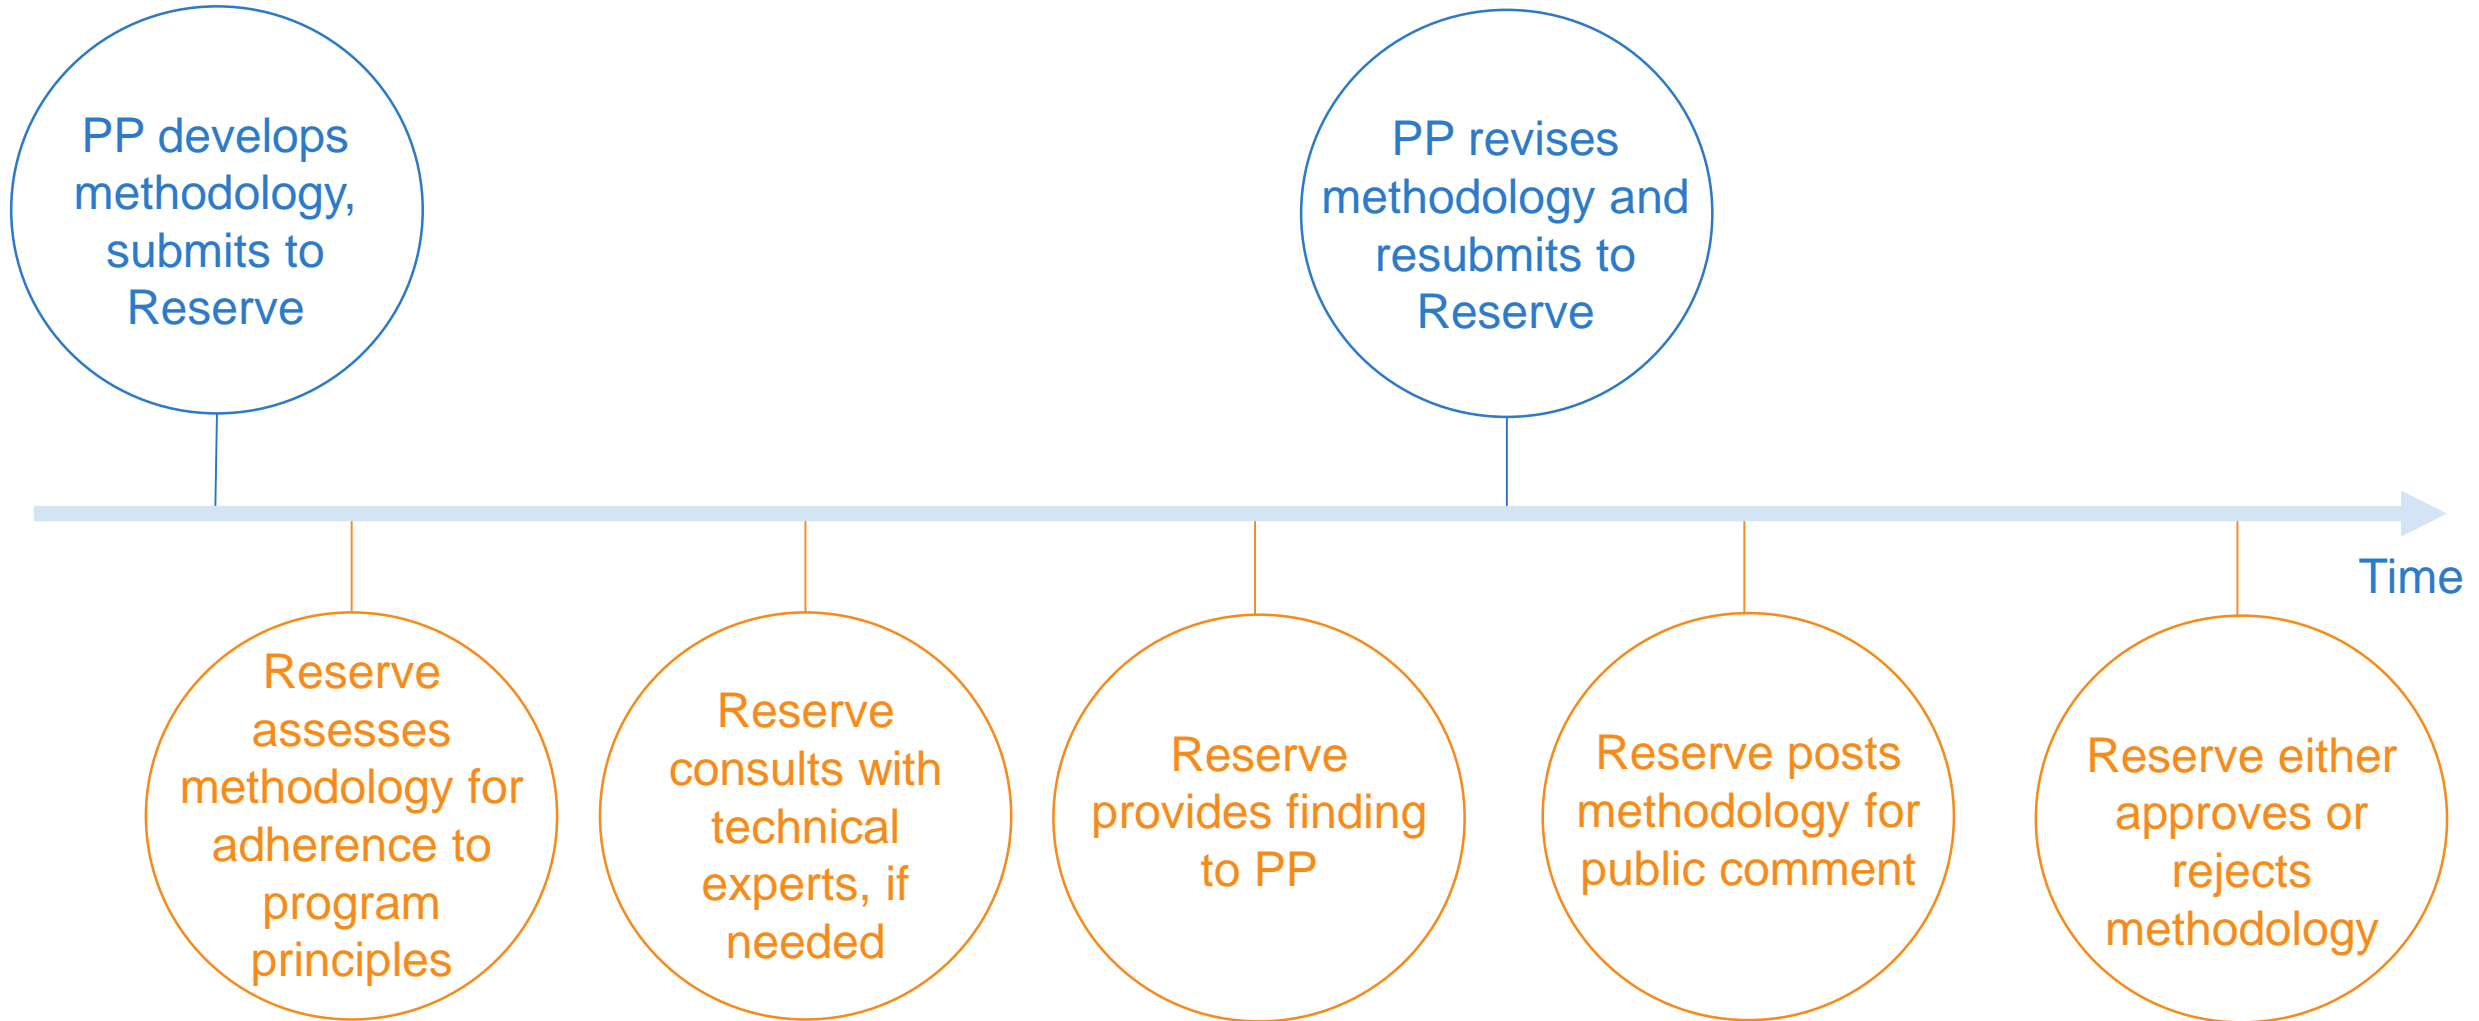 PP develops
methodology,
submits to
Reserve
PP revises
methodology and
resubmits to
Reserve
Time
Reserve
assesses
methodology for
adherence to
program
principles
Reserve
consults with
technical
experts, if
needed
Reserve
provides finding
to PP
Reserve posts
methodology for
public comment
Reserve either
approves or
rejects
methodology